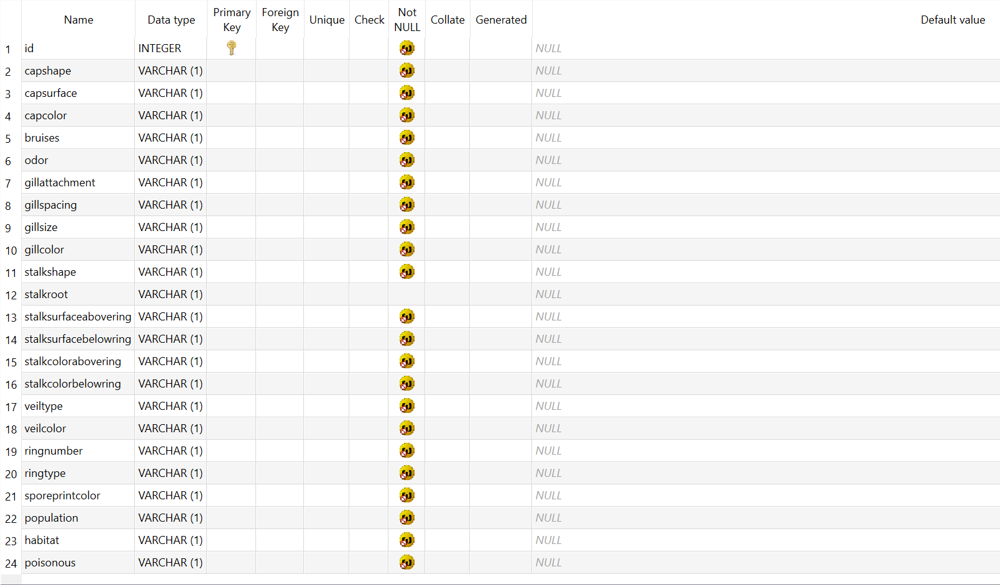 Name Data type Primary Key Foreign Key Unique Check Not NULL Collate Generated Default value
1 id INTEGER NULL
2 capshape VARCHAR (1) NULL
3 capsurface VARCHAR (1) NULL
4 capcolor VARCHAR (1) NULL
5 bruises VARCHAR (1) NULL
6 odor VARCHAR (1) NULL
7 gillattachment VARCHAR (1) NULL
8 gillspacing VARCHAR (1) NULL
9 gillsize VARCHAR (1) NULL
10 gillcolor VARCHAR (1) NULL
11 stalkshape VARCHAR (1) NULL
12 stalkroot VARCHAR (1) NULL
13 stalksurfaceabovering VARCHAR (1) NULL
14 stalksurfacebelowring VARCHAR (1) NULL
15 stalkcolorabovering VARCHAR (1) NULL
16 stalkcolorbelowring VARCHAR (1) NULL
17 veiltype VARCHAR (1) NULL
18 veilcolor VARCHAR (1) NULL
19 ringnumber VARCHAR (1) NULL
20 ringtype VARCHAR (1) NULL
21 sporeprintcolor VARCHAR (1) NULL
22 population VARCHAR (1) NULL
23 habitat VARCHAR (1) NULL
24 poisonous VARCHAR (1) NULL